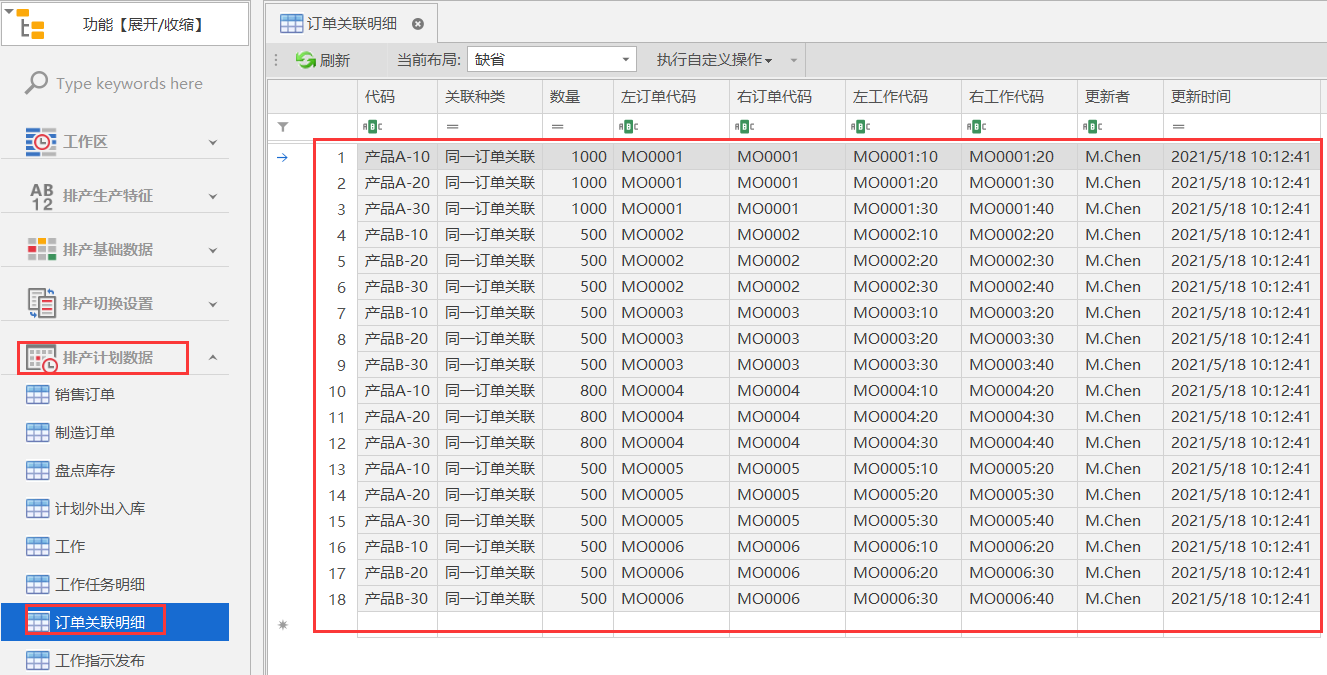 功能【展开/收缩】
Type keywords here
工作区
AB
12
排产生产特征
排产基础数据
排产切换设置
排产计划数据
销售订单
制造订单
盘点库存
计划外出入库
工作
工作任务明细
订单关联明细
工作指示发布
订单关联明细
刷新 当前布局: 缺省 执行自定义操作
代码 关联种类 数量 左订单代码 右订单代码 左工作代码 右工作代码 更新者 更新时间
ABC = = ABC ABC ABC ABC ABC =
1 产品A-10 同一订单关联 1000 MO0001 MO0001 MO0001:10 MO0001:20 M.Chen 2021/5/18 10:12:41
2 产品A-20 同一订单关联 1000 MO0001 MO0001 MO0001:20 MO0001:30 M.Chen 2021/5/18 10:12:41
3 产品A-30 同一订单关联 1000 MO0001 MO0001 MO0001:30 MO0001:40 M.Chen 2021/5/18 10:12:41
4 产品B-10 同一订单关联 500 MO0002 MO0002 MO0002:10 MO0002:20 M.Chen 2021/5/18 10:12:41
5 产品B-20 同一订单关联 500 MO0002 MO0002 MO0002:20 MO0002:30 M.Chen 2021/5/18 10:12:41
6 产品B-30 同一订单关联 500 MO0002 MO0002 MO0002:30 MO0002:40 M.Chen 2021/5/18 10:12:41
7 产品B-10 同一订单关联 500 MO0003 MO0003 MO0003:10 MO0003:20 M.Chen 2021/5/18 10:12:41
8 产品B-20 同一订单关联 500 MO0003 MO0003 MO0003:20 MO0003:30 M.Chen 2021/5/18 10:12:41
9 产品B-30 同一订单关联 500 MO0003 MO0003 MO0003:30 MO0003:40 M.Chen 2021/5/18 10:12:41
10 产品A-10 同一订单关联 800 MO0004 MO0004 MO0004:10 MO0004:20 M.Chen 2021/5/18 10:12:41
11 产品A-20 同一订单关联 800 MO0004 MO0004 MO0004:20 MO0004:30 M.Chen 2021/5/18 10:12:41
12 产品A-30 同一订单关联 800 MO0004 MO0004 MO0004:30 MO0004:40 M.Chen 2021/5/18 10:12:41
13 产品A-10 同一订单关联 500 MO0005 MO0005 MO0005:10 MO0005:20 M.Chen 2021/5/18 10:12:41
14 产品A-20 同一订单关联 500 MO0005 MO0005 MO0005:20 MO0005:30 M.Chen 2021/5/18 10:12:41
15 产品A-30 同一订单关联 500 MO0005 MO0005 MO0005:30 MO0005:40 M.Chen 2021/5/18 10:12:41
16 产品B-10 同一订单关联 500 MO0006 MO0006 MO0006:10 MO0006:20 M.Chen 2021/5/18 10:12:41
17 产品B-20 同一订单关联 500 MO0006 MO0006 MO0006:20 MO0006:30 M.Chen 2021/5/18 10:12:41
18 产品B-30 同一订单关联 500 MO0006 MO0006 MO0006:30 MO0006:40 M.Chen 2021/5/18 10:12:41